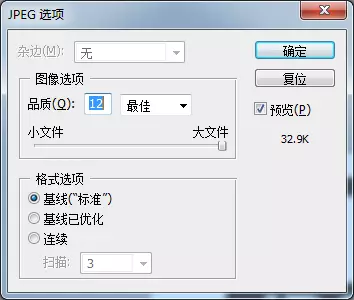 JPEG 选项
杂边(M): 无
确定
图像选项
复位
品质(Q): 12 最佳
预览(P)
小文件 大文件
32.9K
格式选项
基线(“标准”)
基线已优化
连续
扫描: 3